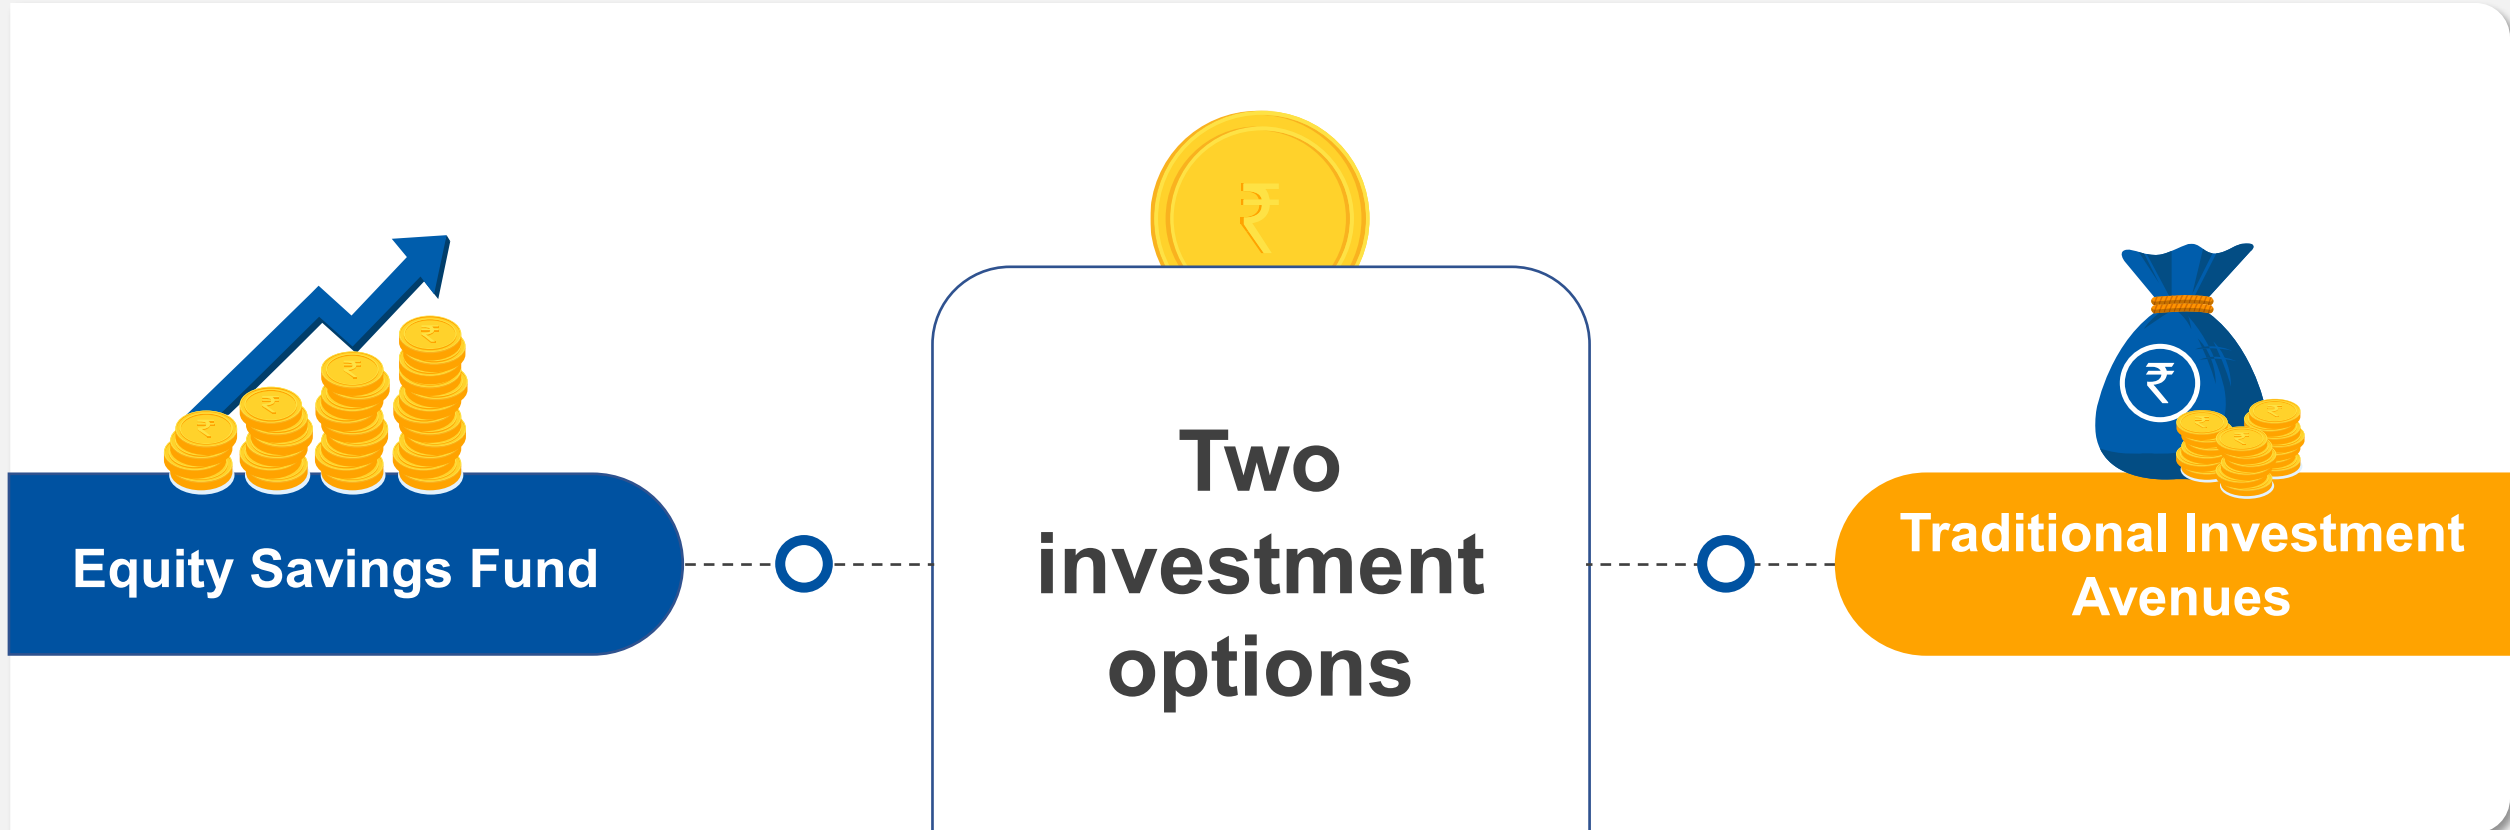 Equity Savings Fund
Two
investment
options
Traditional Investment
Avenues